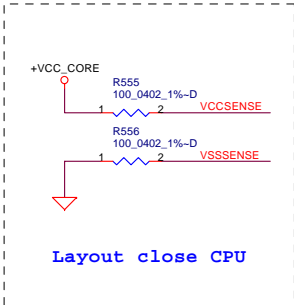 +VCC_CORE
R555
100_0402_1%~D
1 2 VCCSENSE
R556
100_0402_1%~D
1 2 VSSSENSE
Layout close CPU